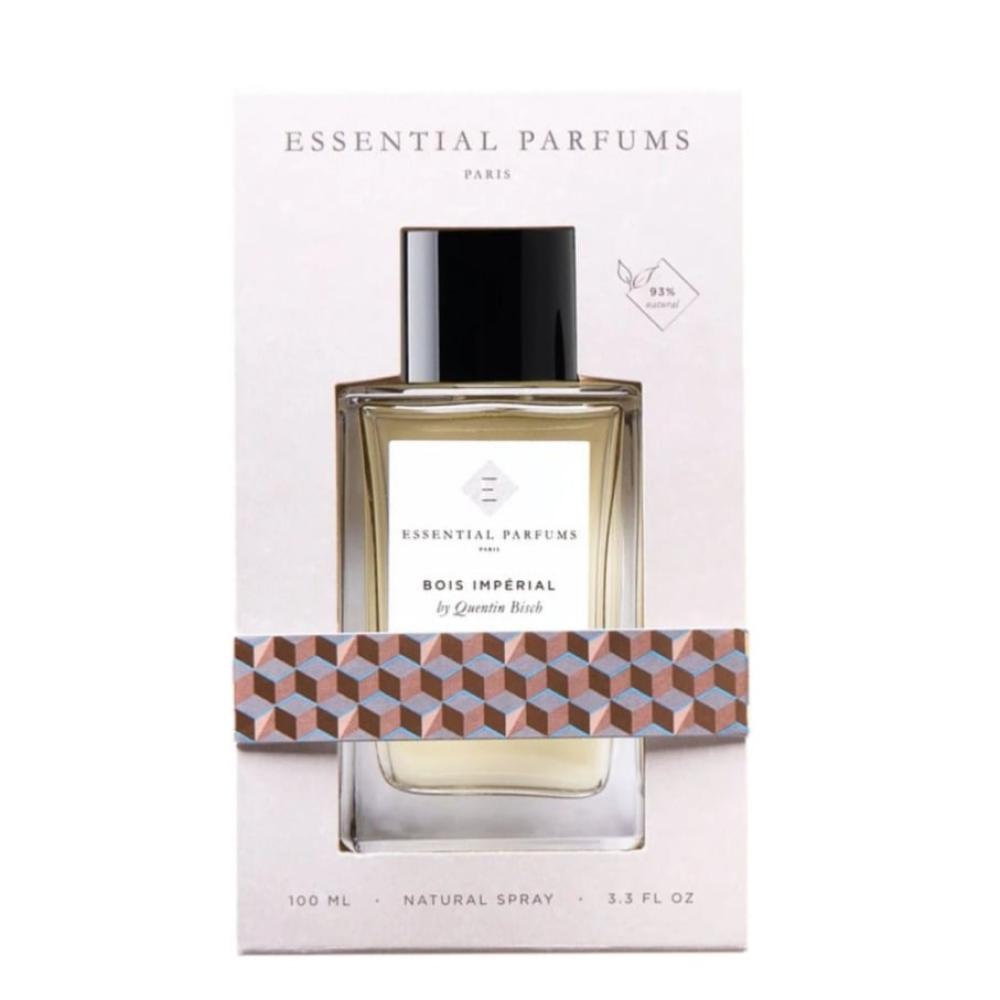 ESSENTIAL PARFUMS
PARIS
93%
natural
ESSENTIAL PARFUMS
PARIS
BOIS IMPÉRIAL
by Quentin Bisch
100 ML · NATURAL SPRAY · 3.3 FL OZ